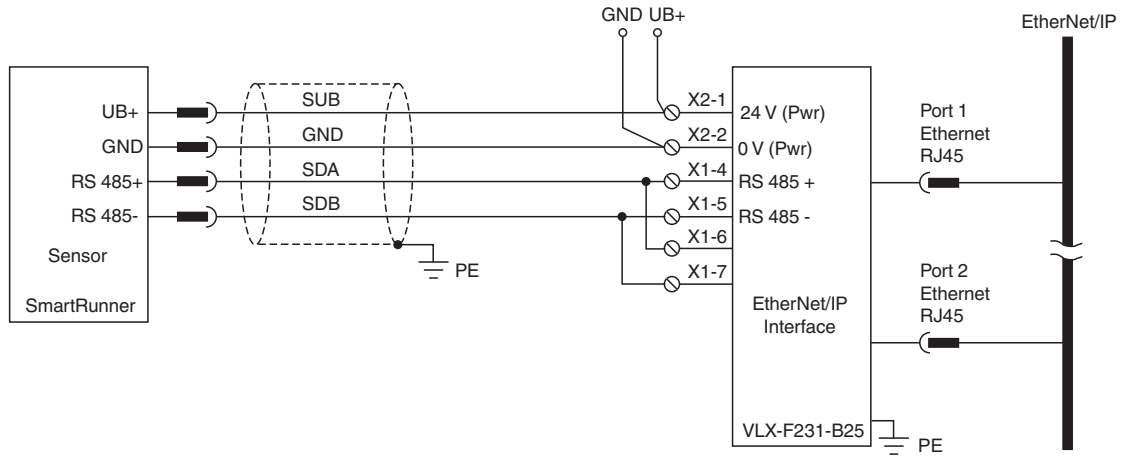 GND UB+
EtherNet/IP
UB+
GND
RS 485+
RS 485-
Sensor
SmartRunner
SUB
GND
SDA
SDB
PE
X2-1
X2-2
X1-4
X1-5
X1-6
X1-7
24 V (Pwr)
0 V (Pwr)
RS 485 +
RS 485 -
EtherNet/IP
Interface
VLX-F231-B25
PE
Port 1
Ethernet
RJ45
Port 2
Ethernet
RJ45